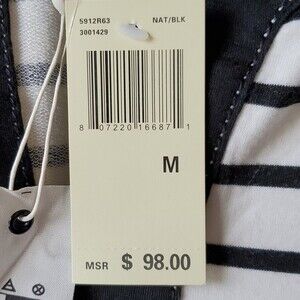 5912R63 NAT/BLK
3001429
8 07220 16687 1
M
MSR $ 98.00